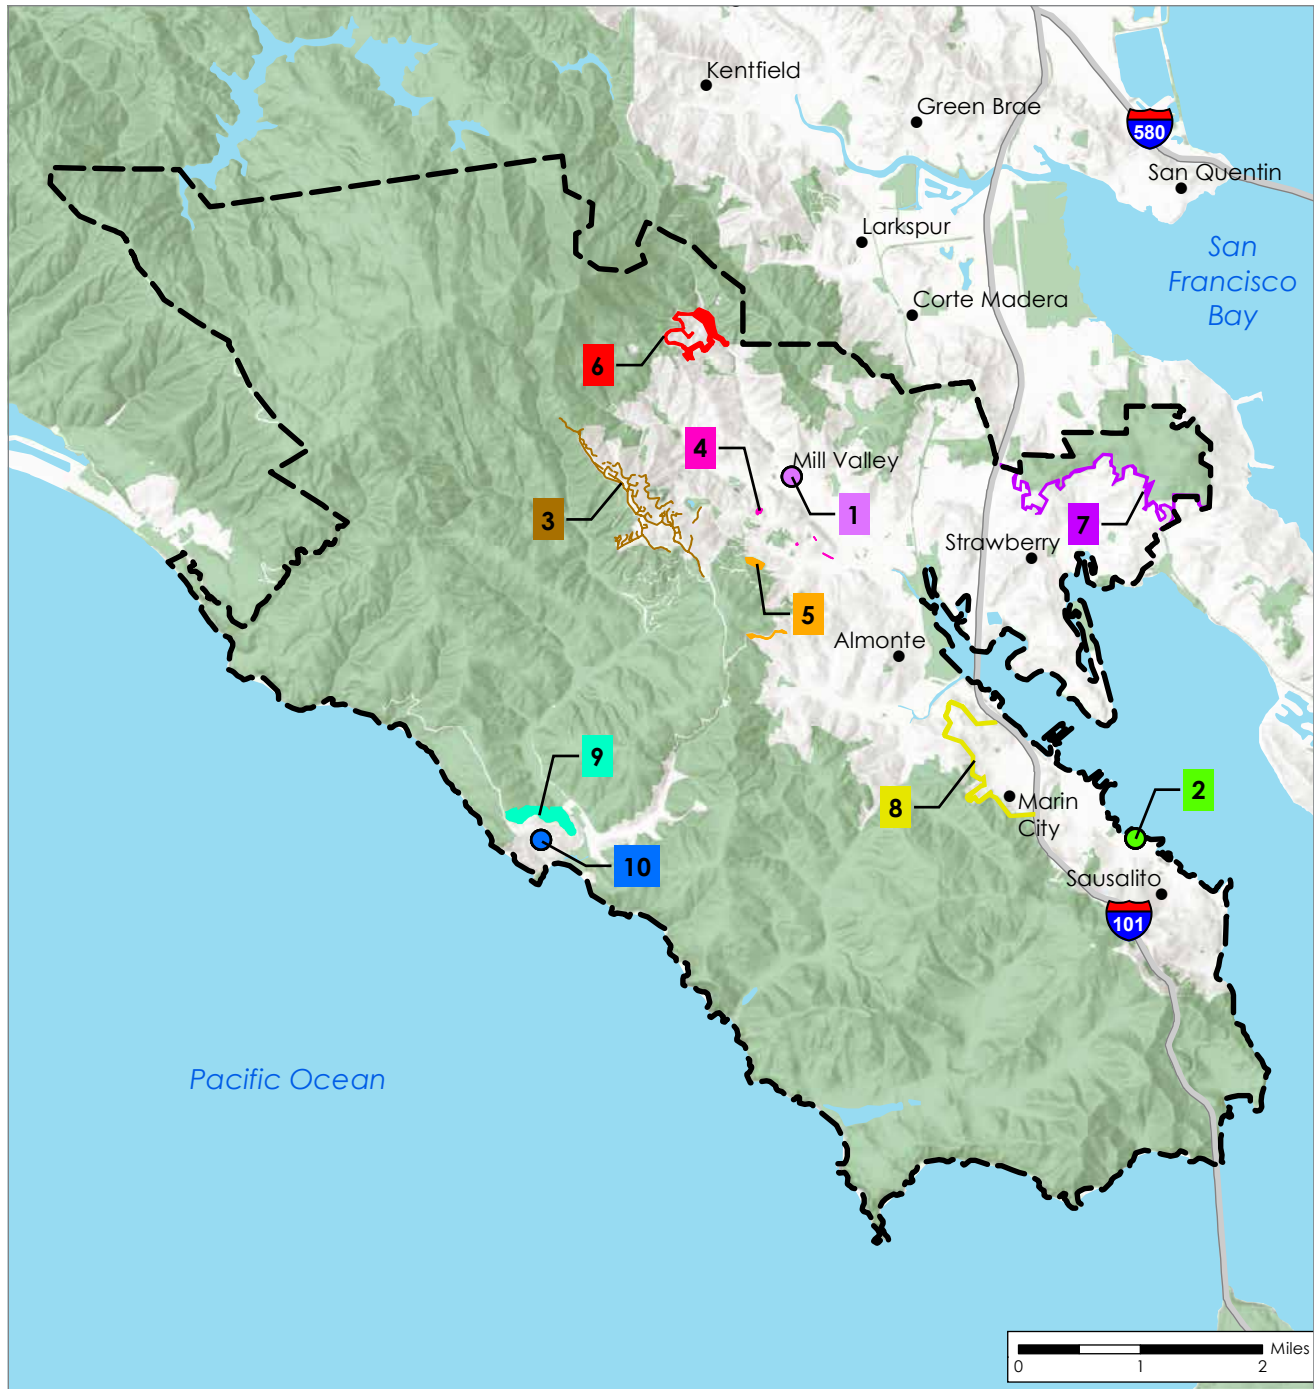 Kentfield
Green Brae
580
San Quentin
Larkspur
San
Francisco
Bay
Corte Madera
6
4
Mill Valley
3
1
7
Strawberry
5
Almonte
9
8
Marin
City
2
10
Sausalito
101
Pacific Ocean
Miles
0 1 2